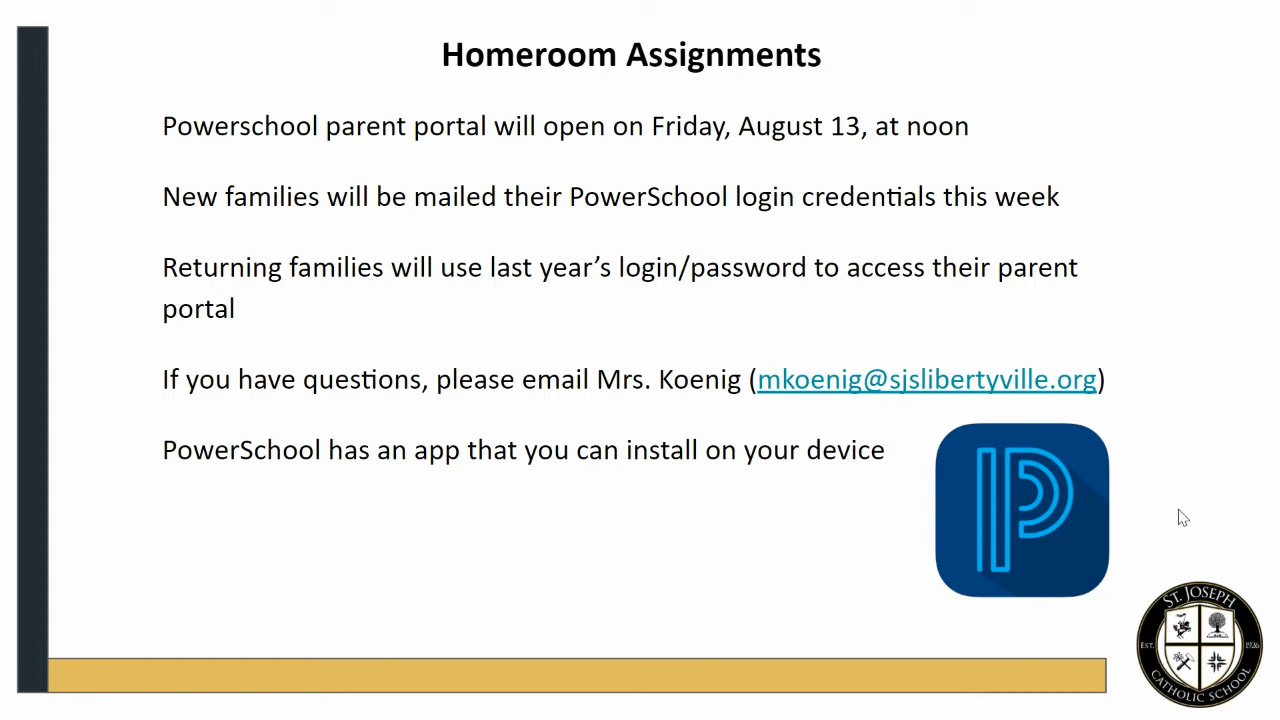 Homeroom Assignments
Powerschool parent portal will open on Friday, August 13, at noon
New families will be mailed their PowerSchool login credentials this week
Returning families will use last year’s login/password to access their parent
portal
If you have questions, please email Mrs. Koenig (mkoenig@sjslibertyville.org)
PowerSchool has an app that you can install on your device
P
ST. JOSEPH
EST. 1926
CATHOLIC SCHOOL